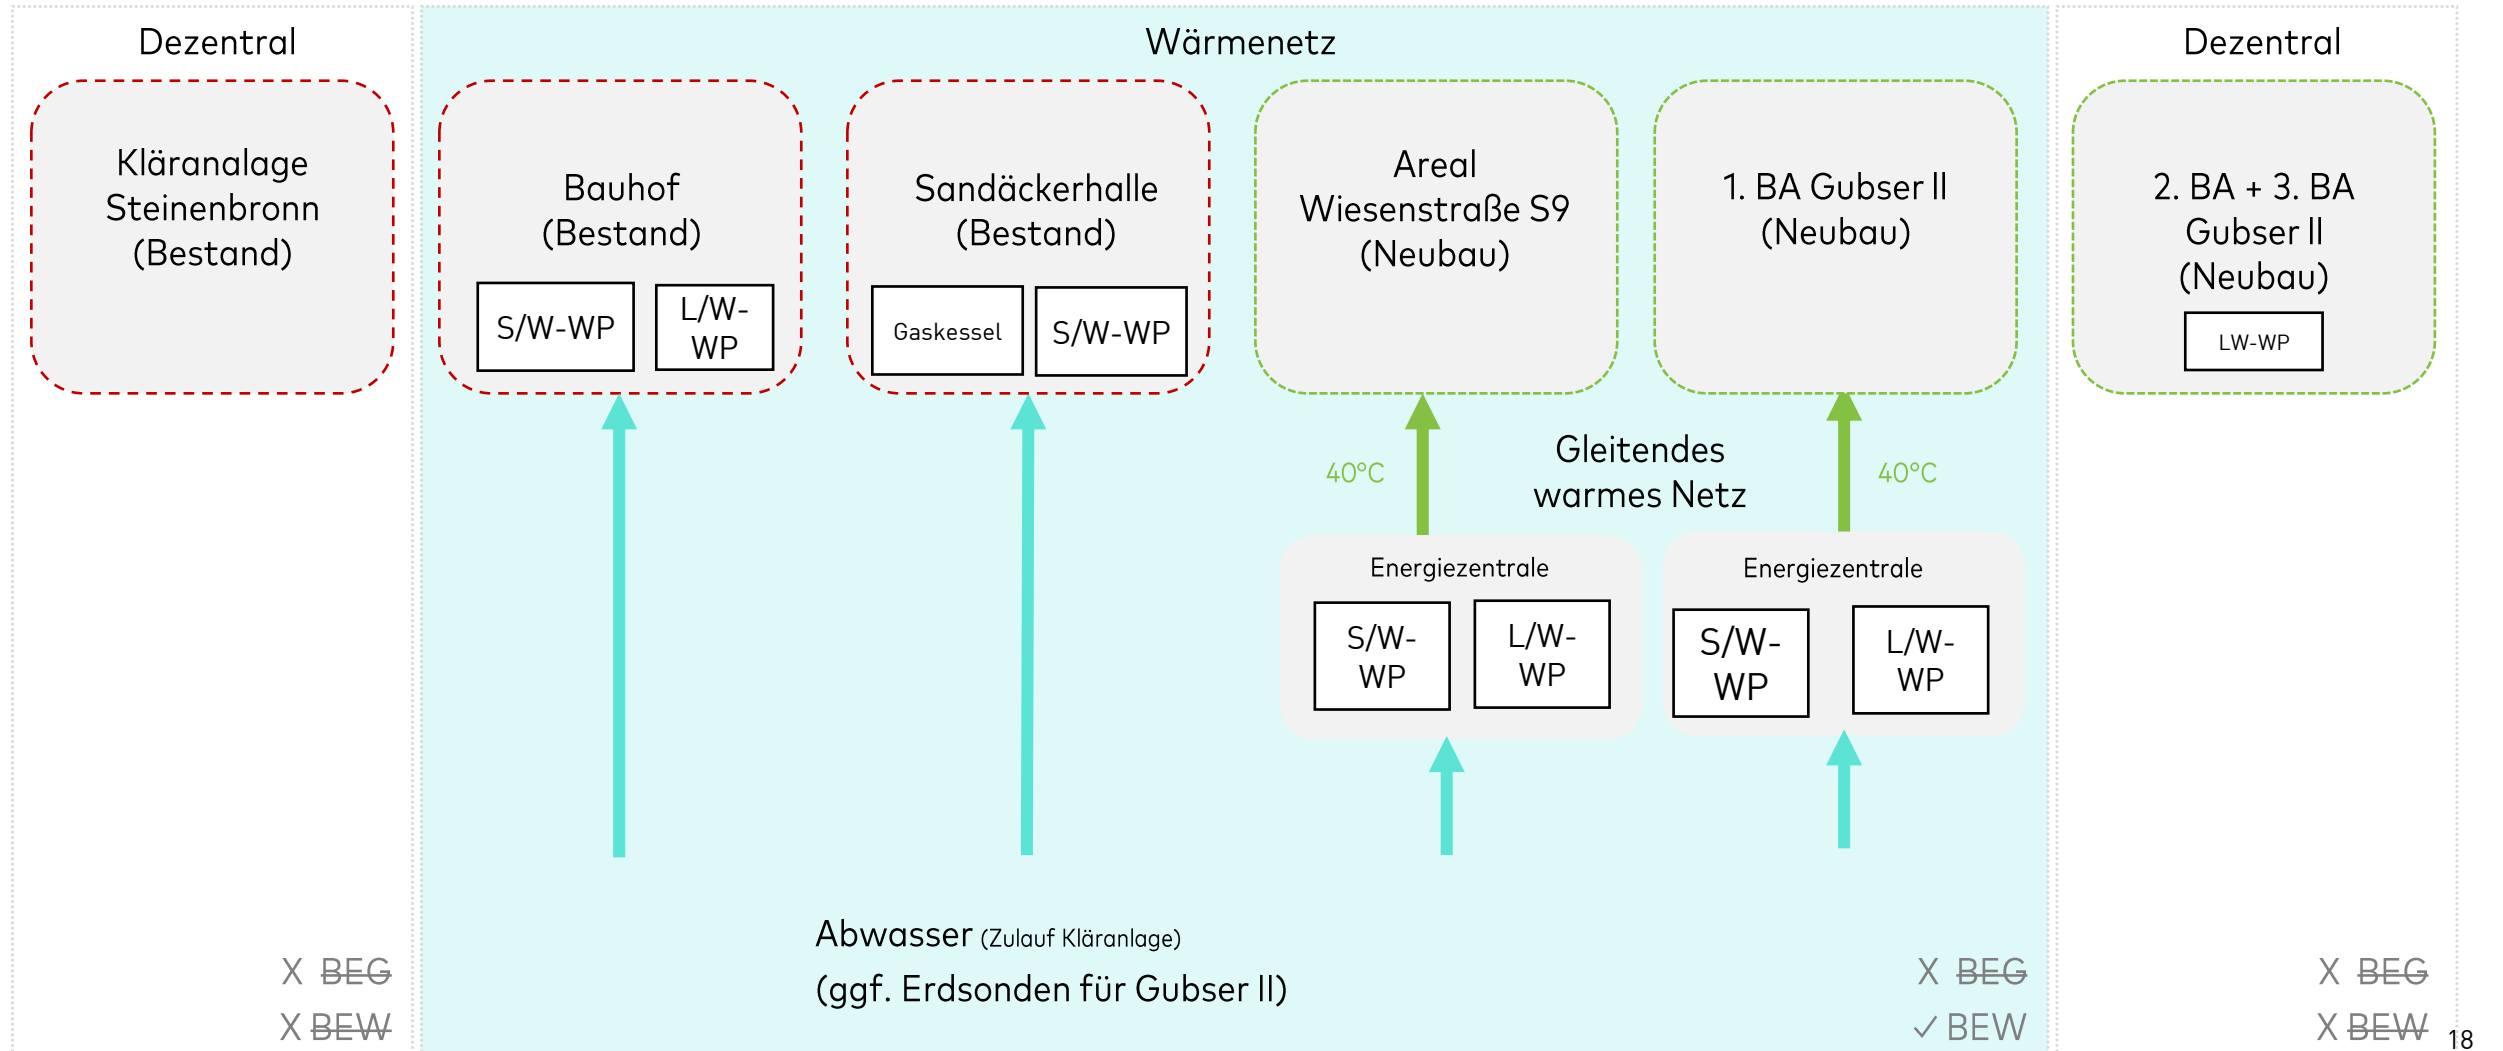 Dezentral
Wärmenetz
Dezentral
Kläranalage
Steinenbronn
(Bestand)
Bauhof
(Bestand)
S/W-WP
L/W-
WP
Sandäckerhalle
(Bestand)
Gaskessel
S/W-WP
Areal
Wiesenstraße S9
(Neubau)
1. BA Gubser II
(Neubau)
2. BA + 3. BA
Gubser II
(Neubau)
LW-WP
40°C
Gleitendes
warmes Netz
40°C
Energiezentrale
S/W-
WP
L/W-
WP
Energiezentrale
S/W-
WP
L/W-
WP
Abwasser (Zulauf Kläranlage)
(ggf. Erdsonden für Gubser II)
X BEG
X BEW
X BEG
✓ BEW
X BEG
X BEW
18